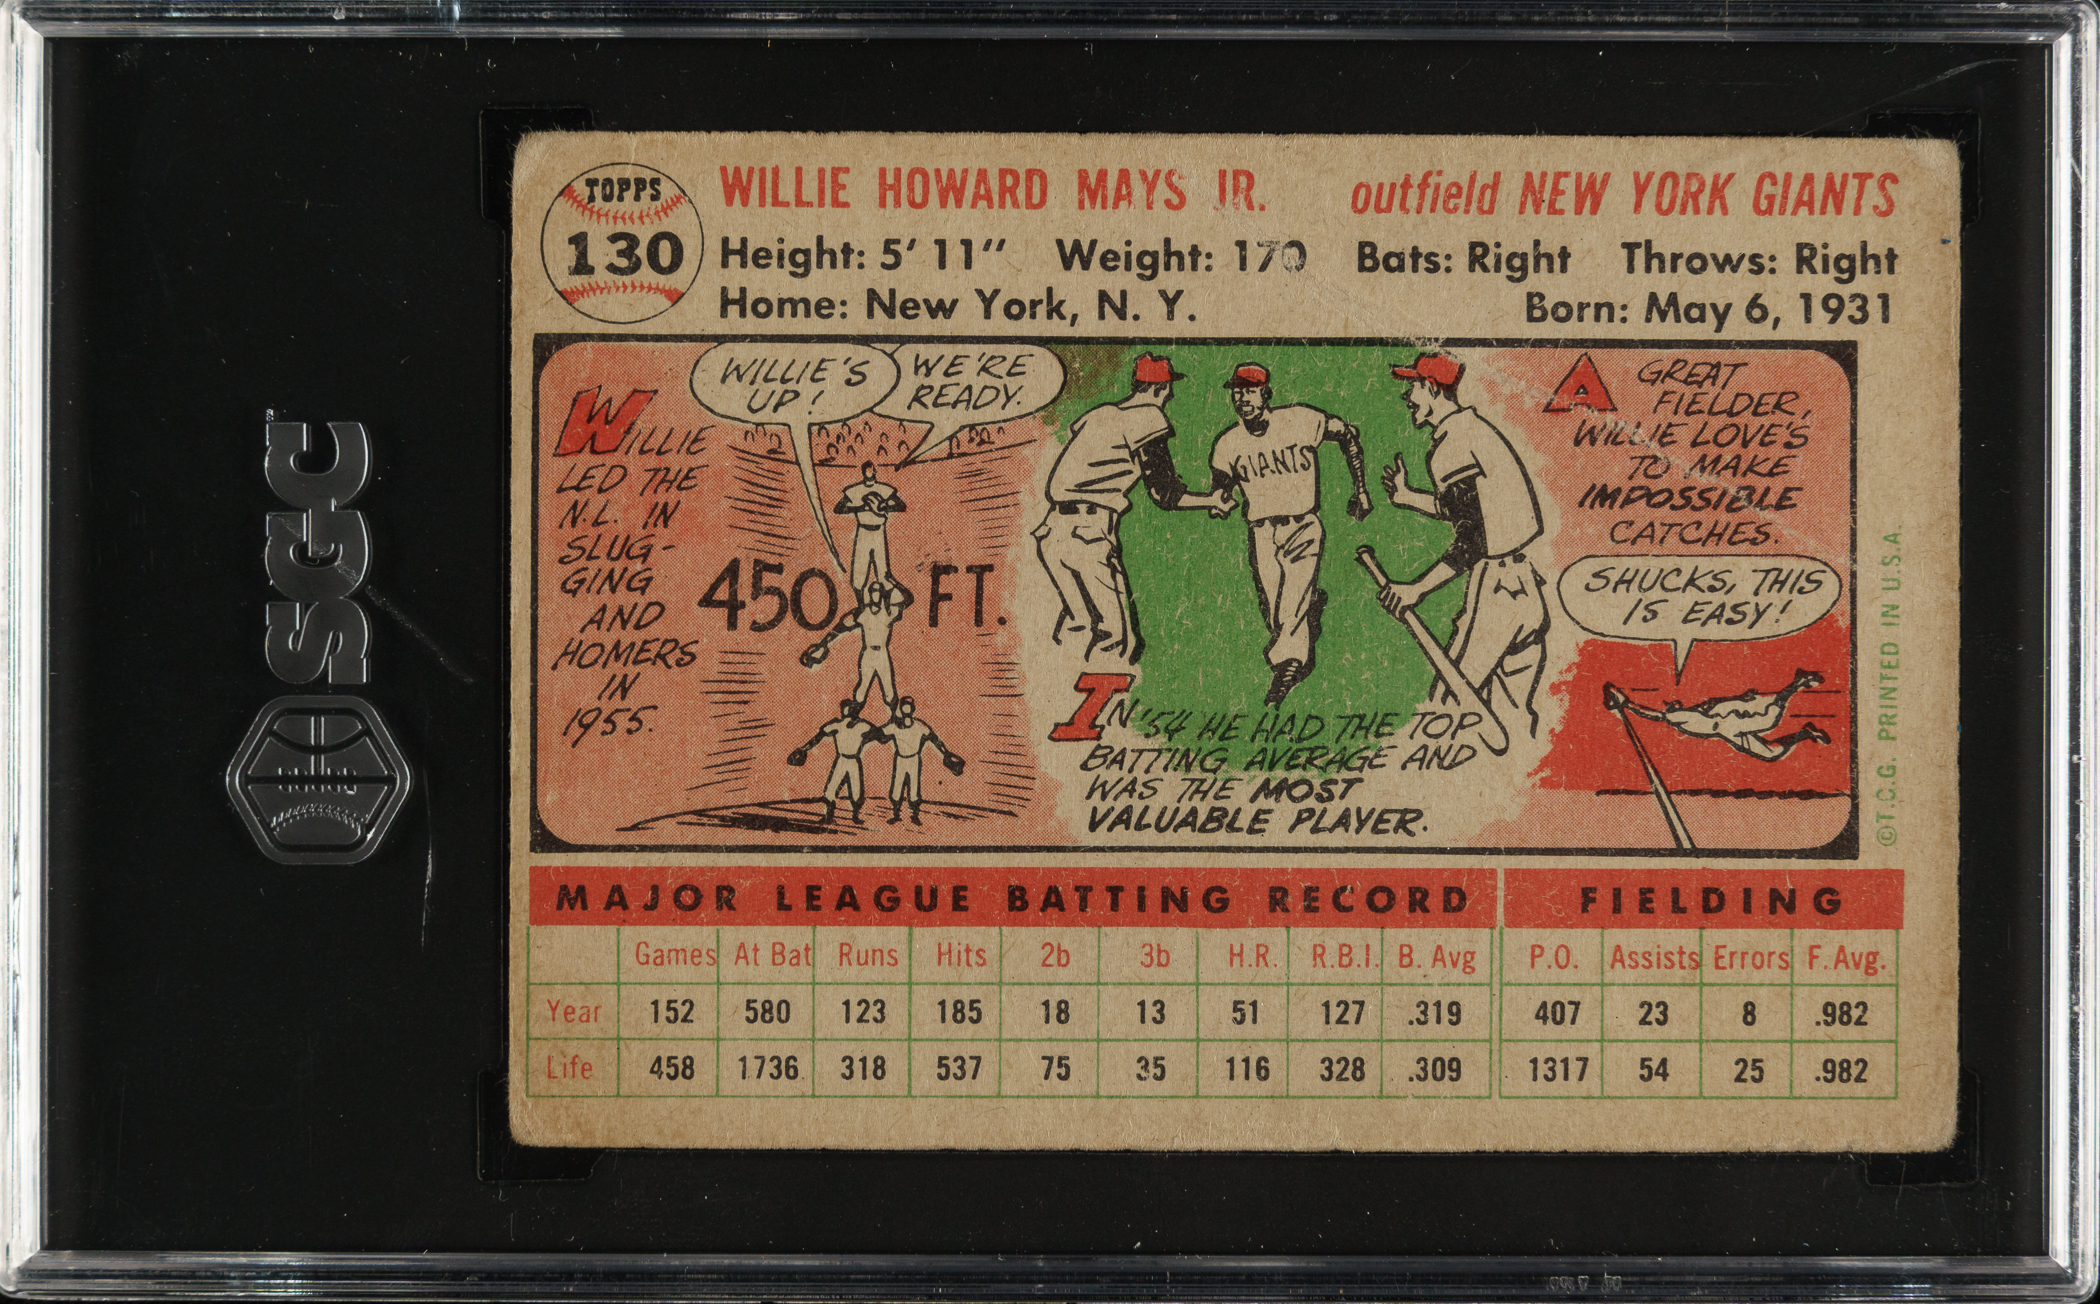 SGC
TOPPS
130
WILLIE HOWARD MAYS JR. outfield NEW YORK GIANTS
Height: 5' 11" Weight: 170 Bats: Right Throws: Right
Home: New York, N. Y. Born: May 6, 1931
WILLIE
LED THE
N.L. IN
SLUG-
GING
AND
HOMERS
IN
1955.
WILLIE'S
UP!
WE'RE
READY.
450 FT.
GIANTS
IN '54 HE HAD THE TOP
BATTING AVERAGE AND
WAS THE MOST
VALUABLE PLAYER.
A GREAT
FIELDER,
WILLIE LOVE'S
TO MAKE
IMPOSSIBLE
CATCHES.
SHUCKS, THIS
IS EASY!
©T.C.G. PRINTED IN U.S.A.
MAJOR LEAGUE BATTING RECORD FIELDING
Games At Bat Runs Hits 2b 3b H.R. R.B.I. B. Avg P.O. Assists Errors F. Avg.
Year 152 580 123 185 18 13 51 127 .319 407 23 8 .982
Life 458 1736 318 537 75 35 116 328 .309 1317 54 25 .982